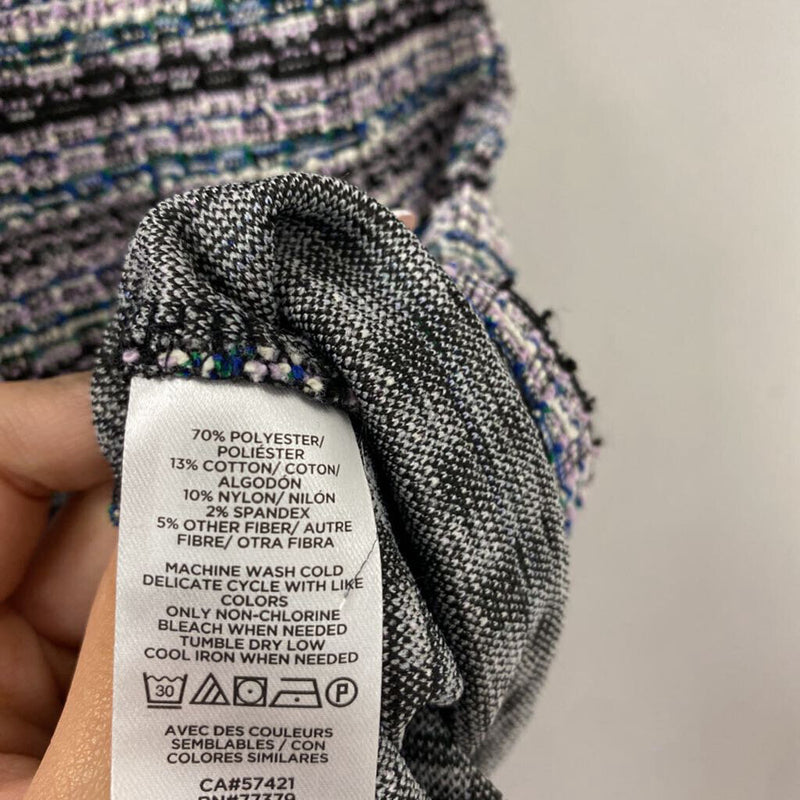 70% POLYESTER/
POLIÉSTER
13% COTTON/ COTON/
ALGODÓN
10% NYLON/ NILÓN
2% SPANDEX
5% OTHER FIBER/ AUTRE
FIBRE/ OTRA FIBRA
MACHINE WASH COLD
DELICATE CYCLE WITH LIKE
COLORS
ONLY NON-CHLORINE
BLEACH WHEN NEEDED
TUMBLE DRY LOW
COOL IRON WHEN NEEDED
30 P
AVEC DES COULEURS
SEMBLABLES / CON
COLORES SIMILARES
CA#57421
RN#77379